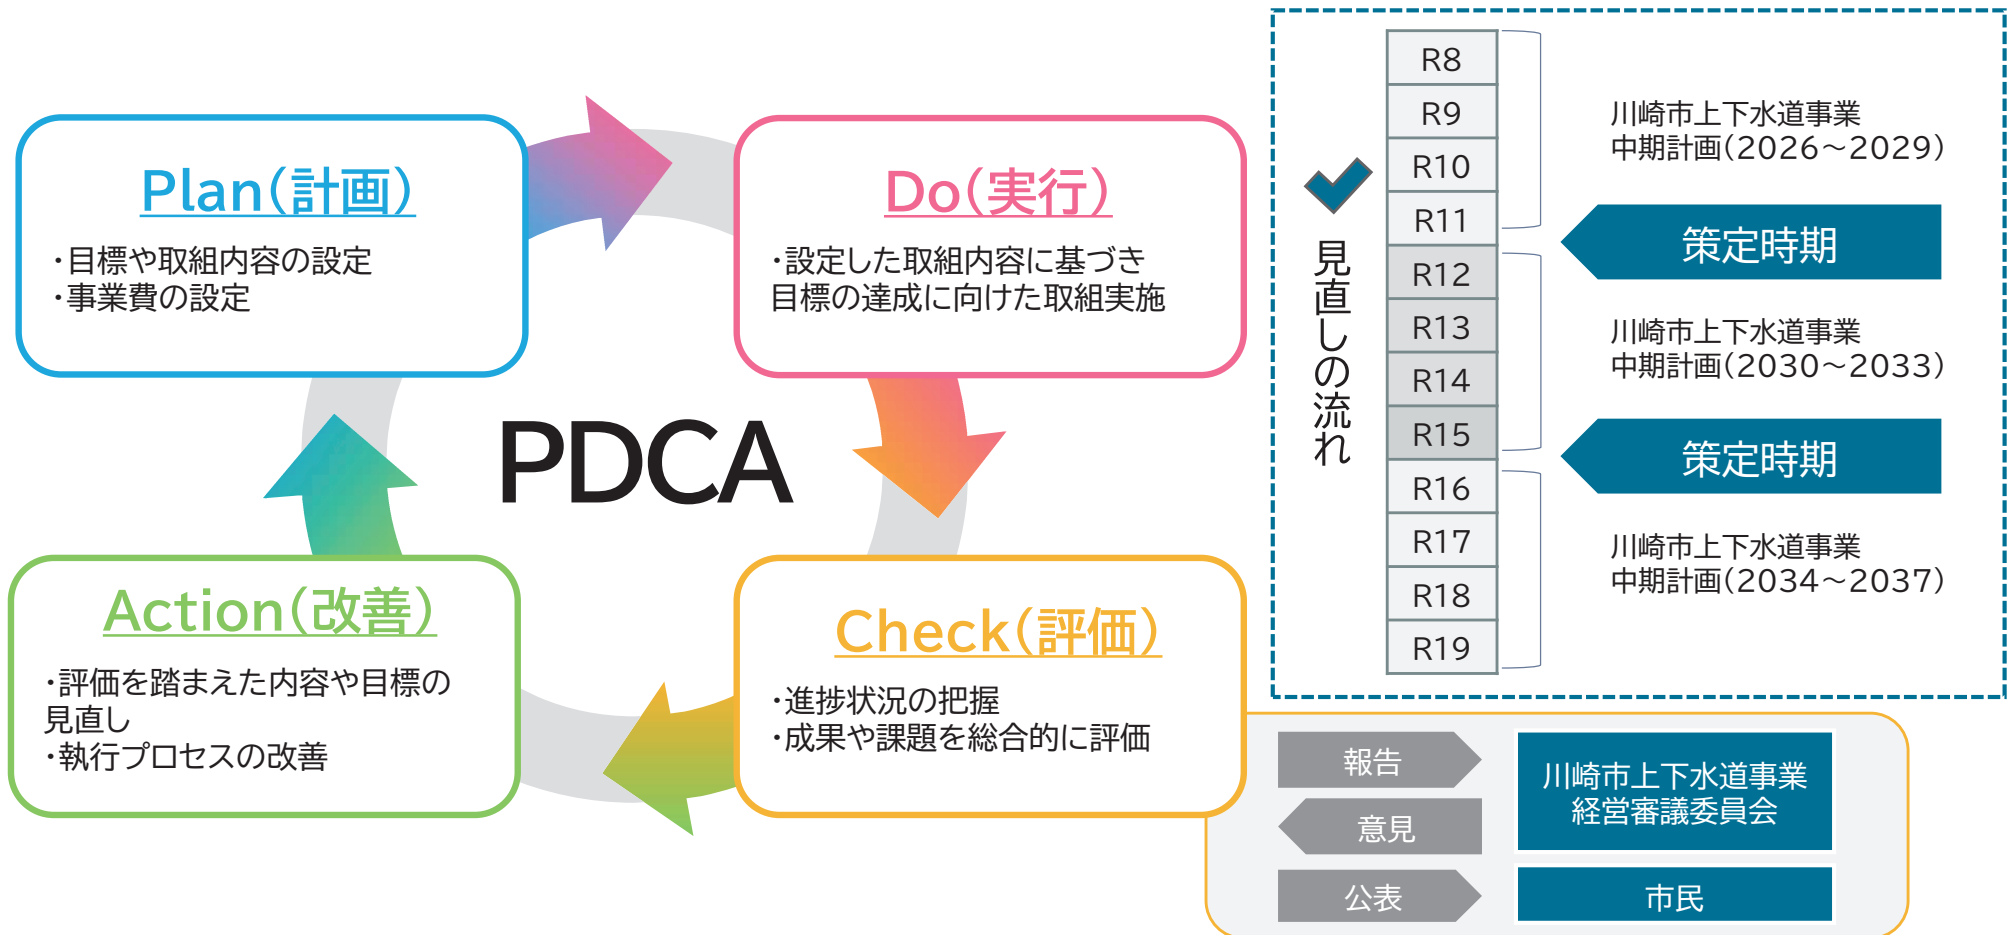 Plan(計画)
・目標や取組内容の設定
・事業費の設定
Do(実行)
・設定した取組内容に基づき
目標の達成に向けた取組実施
PDCA
Action(改善)
・評価を踏まえた内容や目標の
見直し
・執行プロセスの改善
Check(評価)
・進捗状況の把握
・成果や課題を総合的に評価
見直しの流れ
R8
R9
R10
R11
R12
R13
R14
R15
R16
R17
R18
R19
川崎市上下水道事業
中期計画(2026～2029)
策定時期
川崎市上下水道事業
中期計画(2030～2033)
策定時期
川崎市上下水道事業
中期計画(2034～2037)
報告
意見
公表
川崎市上下水道事業
経営審議委員会
市民